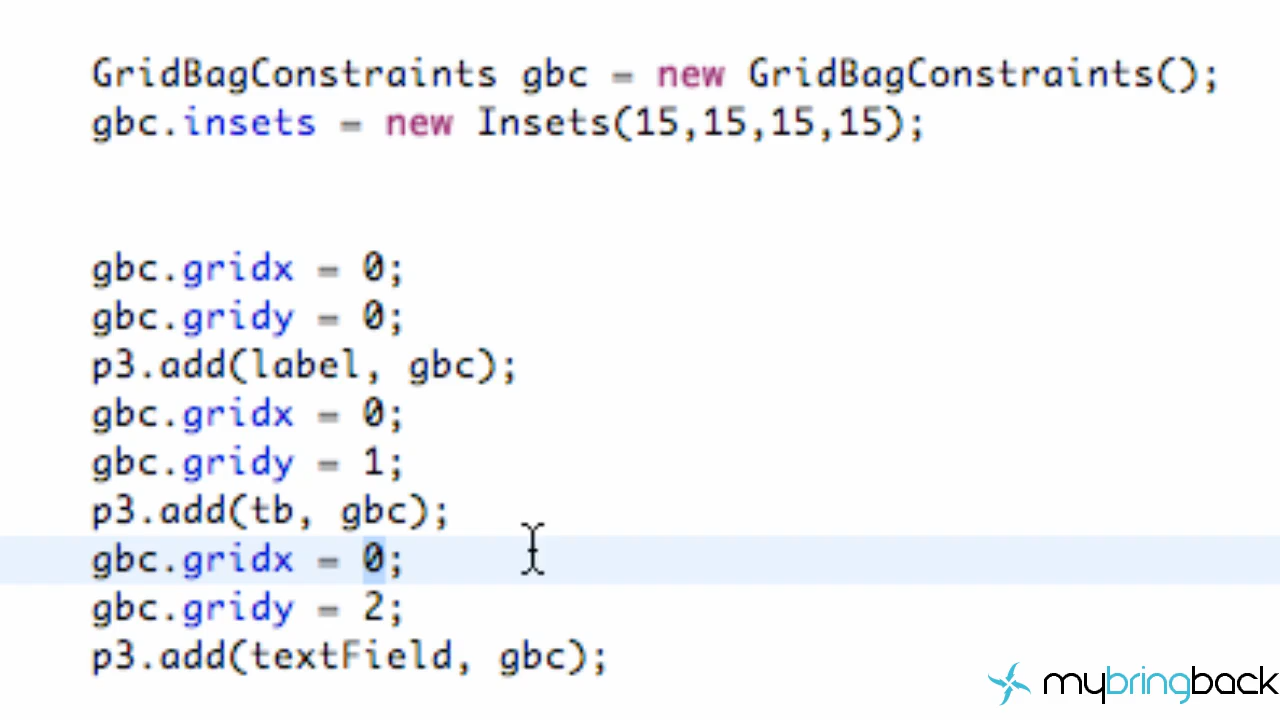 GridBagConstraints gbc = new GridBagConstraints();
gbc.insets = new Insets(15,15,15,15);
gbc.gridx = 0;
gbc.gridy = 0;
p3.add(label, gbc);
gbc.gridx = 0;
gbc.gridy = 1;
p3.add(tb, gbc);
gbc.gridx = 0;
gbc.gridy = 2;
p3.add(textField, gbc);
mybringback